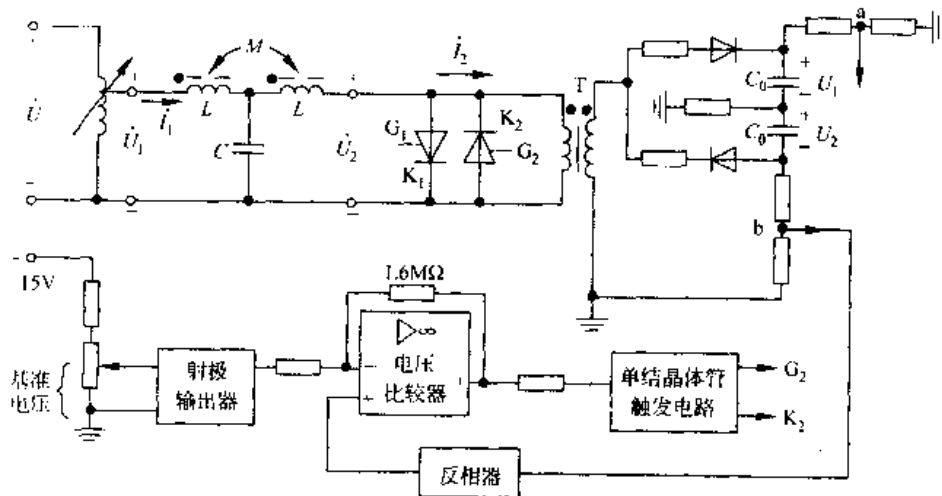 a
M
İ₂
T
+
+
+
C₀
U₁
U̇
İ₁
L
L
K₂
G₁
G₂
U̇₁
C
U̇₂
K₁
C₀
U₂
b
15V
1.6MΩ
▷∞
基准
电压
射极
输出器
电压
比较器
单结晶体管
触发电路
G₂
K₂
反相器